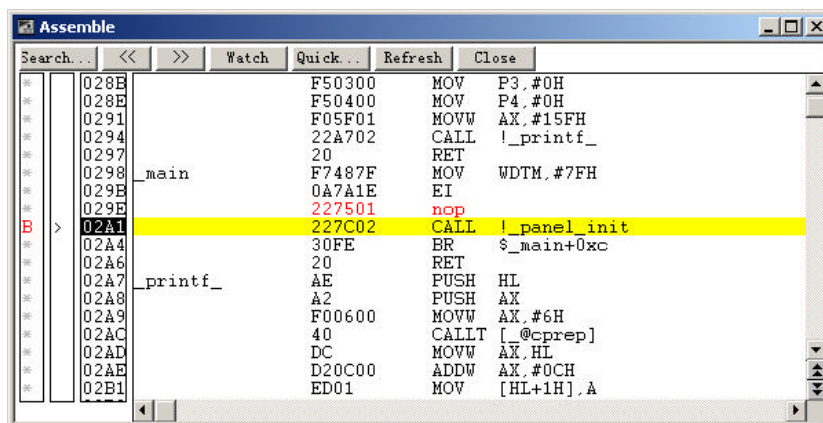 Assemble
Search... << >> Watch Quick... Refresh Close
* 028B F50300 MOV P3,#0H
* 028E F50400 MOV P4,#0H
* 0291 F05F01 MOVW AX,#15FH
* 0294 22A702 CALL !_printf_
* 0297 20 RET
* 0298 _main F7487F MOV WDTM,#7FH
* 029B 0A7A1E EI
* 029E 227501 nop
B > 02A1 227C02 CALL !_panel_init
* 02A4 30FE BR $_main+0xc
* 02A6 20 RET
* 02A7 _printf_ AE PUSH HL
* 02A8 A2 PUSH AX
* 02A9 F00600 MOVW AX,#6H
* 02AC 40 CALLT [_@cprep]
* 02AD DC MOVW AX,HL
* 02AE D20C00 ADDW AX,#0CH
* 02B1 ED01 MOV [HL+1H],A